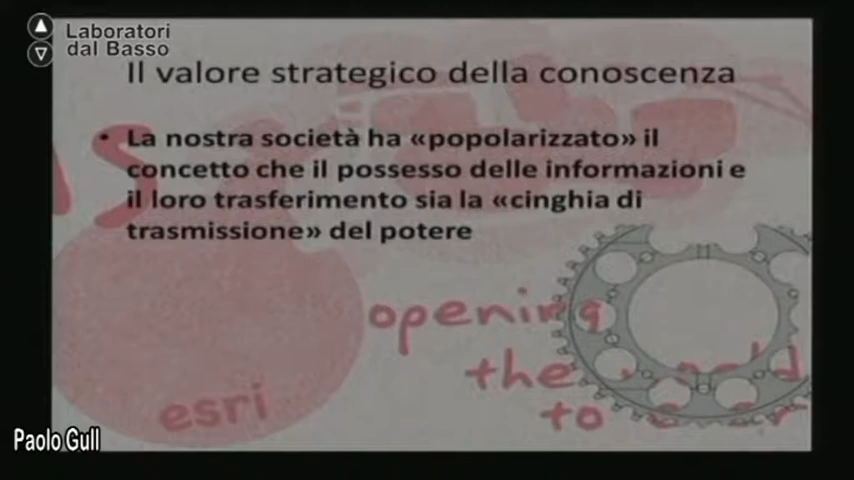 Laboratori
dal Basso
Il valore strategico della conoscenza
• La nostra società ha «popolarizzato» il
concetto che il possesso delle informazioni e
il loro trasferimento sia la «cinghia di
trasmissione» del potere
opening
the
to
esri
Paolo Gull